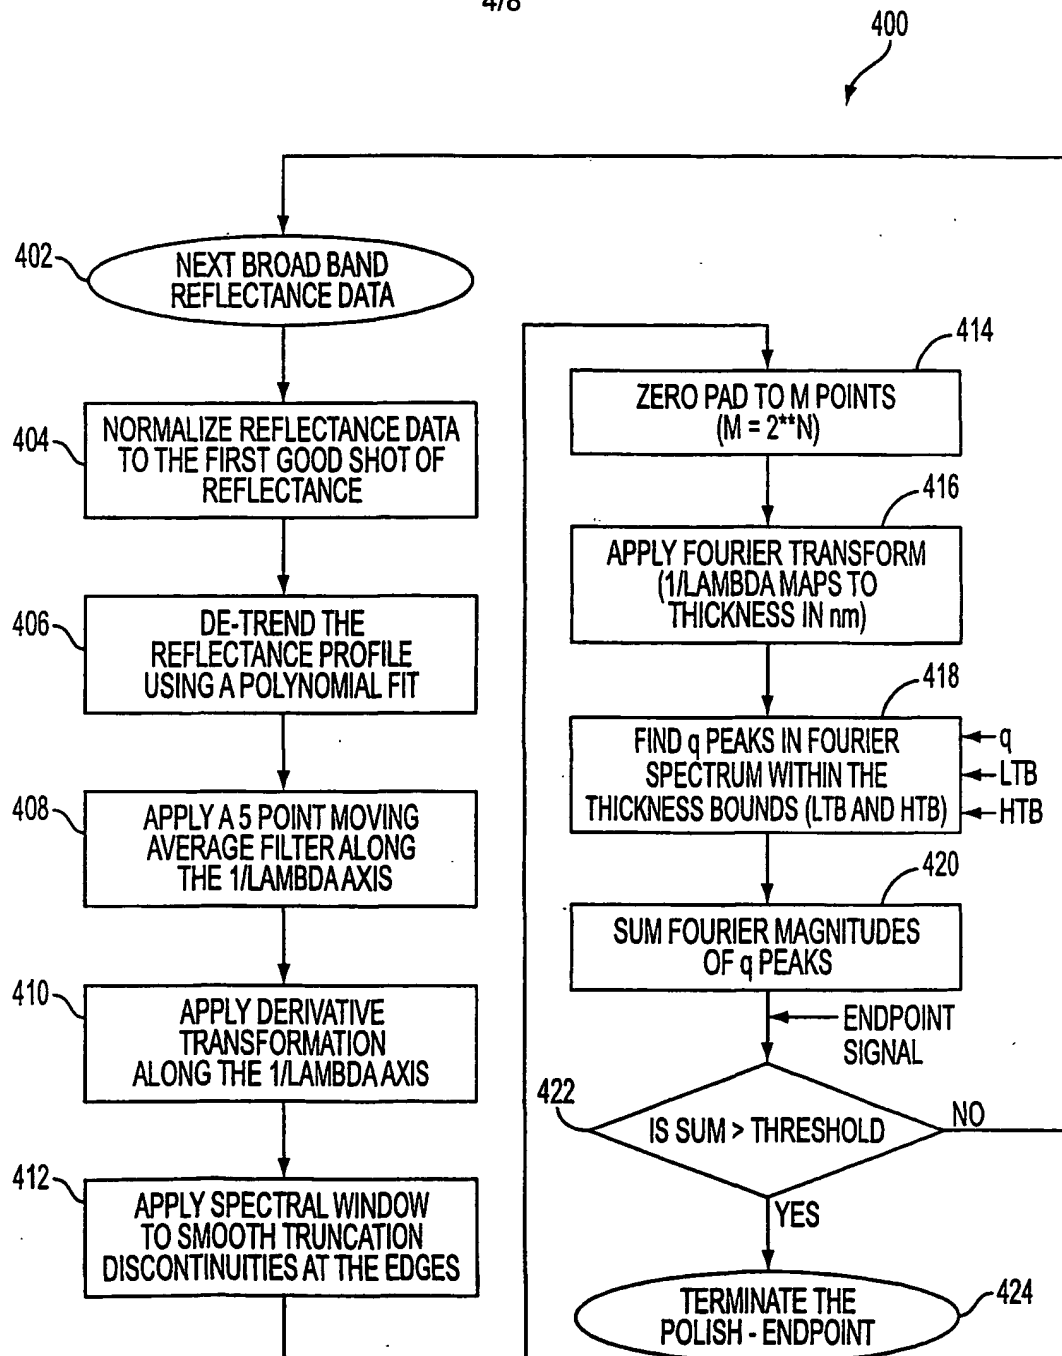 4/8
400
402
NEXT BROAD BAND
REFLECTANCE DATA
404
NORMALIZE REFLECTANCE DATA
TO THE FIRST GOOD SHOT OF
REFLECTANCE
406
DE-TREND THE
REFLECTANCE PROFILE
USING A POLYNOMIAL FIT
408
APPLY A 5 POINT MOVING
AVERAGE FILTER ALONG
THE 1/LAMBDA AXIS
410
APPLY DERIVATIVE
TRANSFORMATION
ALONG THE 1/LAMBDA AXIS
412
APPLY SPECTRAL WINDOW
TO SMOOTH TRUNCATION
DISCONTINUITIES AT THE EDGES
414
ZERO PAD TO M POINTS
(M = 2**N)
416
APPLY FOURIER TRANSFORM
(1/LAMBDA MAPS TO
THICKNESS IN nm)
418
FIND q PEAKS IN FOURIER
SPECTRUM WITHIN THE
THICKNESS BOUNDS (LTB AND HTB)
q
LTB
HTB
420
SUM FOURIER MAGNITUDES
OF q PEAKS
ENDPOINT
SIGNAL
422
IS SUM > THRESHOLD
NO
YES
424
TERMINATE THE
POLISH - ENDPOINT